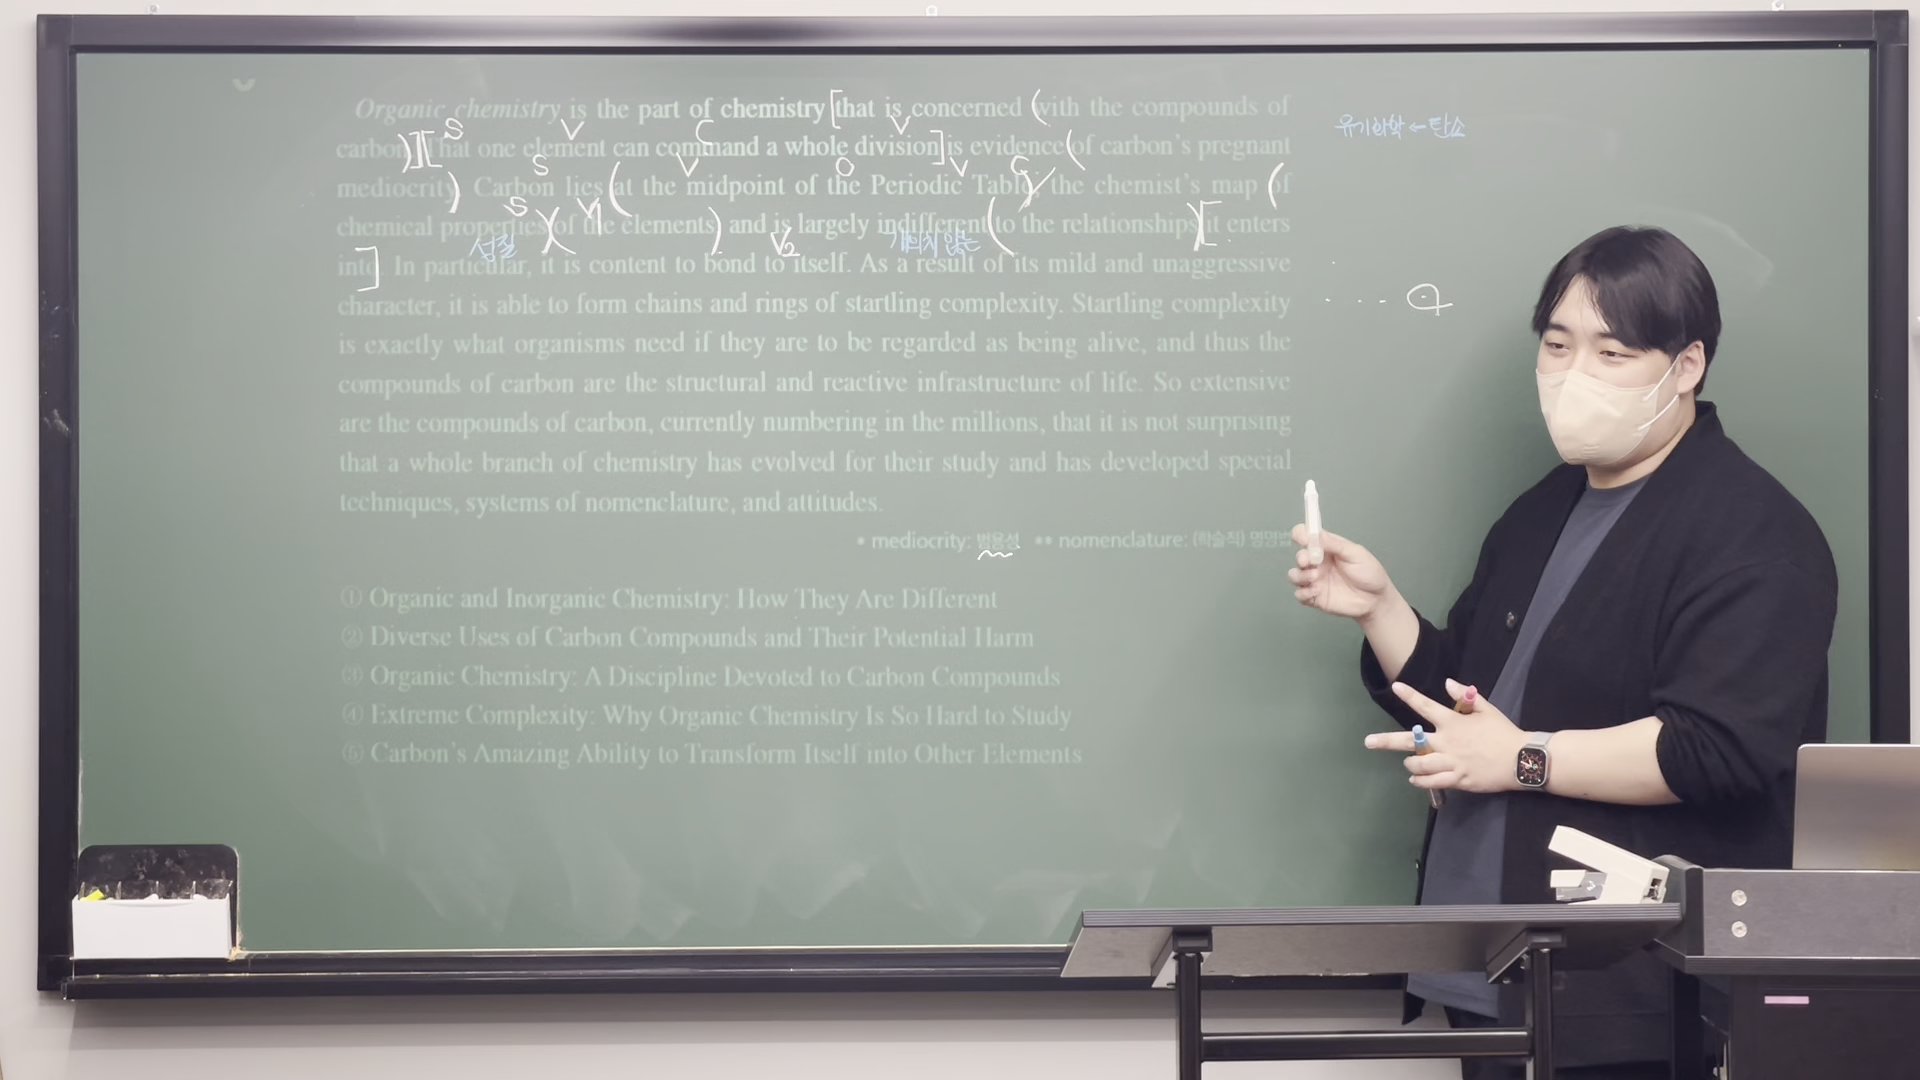 Organic chemistry is the part of chemistry [that is concerned (with the compounds of
유기화학 ← 탄소
S V C V
carbon)][That one element can command a whole division] is evidence (of carbon's pregnant
S V O V C
mediocrity). Carbon lies (at the midpoint of the Periodic Table, the chemist's map (of
S V1
chemical properties)(of the elements) and is largely indifferent (to the relationships)[it enters
성질 V2 개의치 않는
into]. In particular, it is content to bond to itself. As a result of its mild and unaggressive
character, it is able to form chains and rings of startling complexity. Startling complexity
is exactly what organisms need if they are to be regarded as being alive, and thus the
compounds of carbon are the structural and reactive infrastructure of life. So extensive
are the compounds of carbon, currently numbering in the millions, that it is not surprising
that a whole branch of chemistry has evolved for their study and has developed special
techniques, systems of nomenclature, and attitudes.
* mediocrity: 범용성 ** nomenclature: (학술적) 명명법
① Organic and Inorganic Chemistry: How They Are Different
② Diverse Uses of Carbon Compounds and Their Potential Harm
③ Organic Chemistry: A Discipline Devoted to Carbon Compounds
④ Extreme Complexity: Why Organic Chemistry Is So Hard to Study
⑤ Carbon's Amazing Ability to Transform Itself into Other Elements